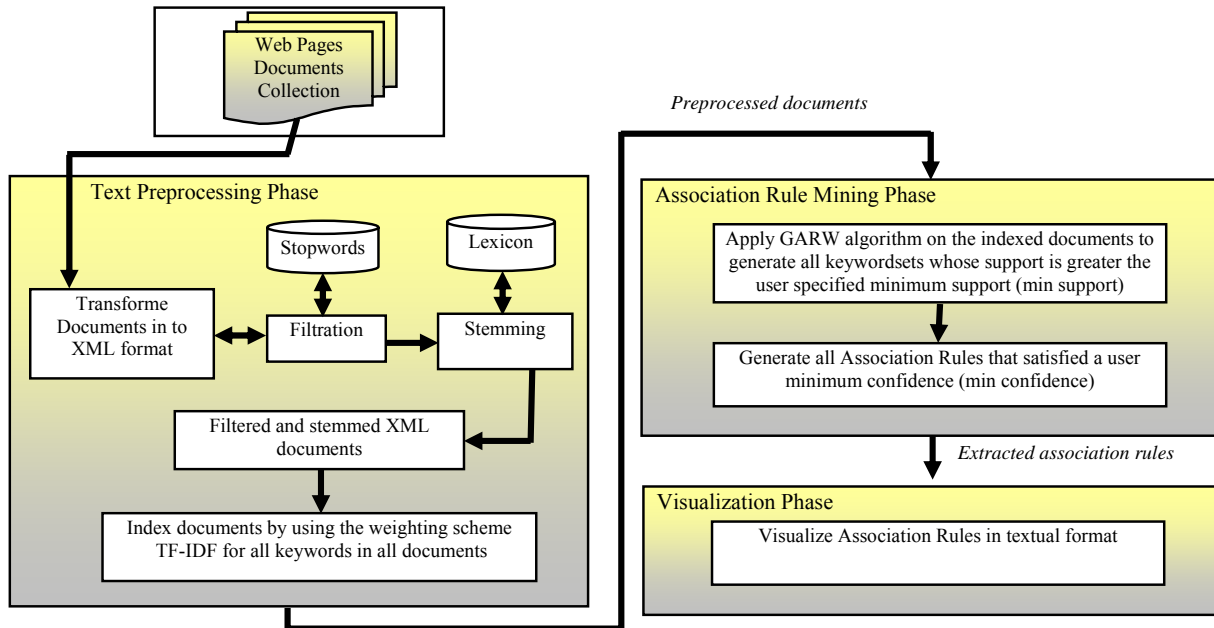 Web Pages
Documents
Collection
Preprocessed documents
Text Preprocessing Phase
Stopwords
Lexicon
Transforme
Documents in to
XML format
Filtration
Stemming
Filtered and stemmed XML
documents
Index documents by using the weighting scheme
TF-IDF for all keywords in all documents
Association Rule Mining Phase
Apply GARW algorithm on the indexed documents to
generate all keywordsets whose support is greater the
user specified minimum support (min support)
Generate all Association Rules that satisfied a user
minimum confidence (min confidence)
Extracted association rules
Visualization Phase
Visualize Association Rules in textual format